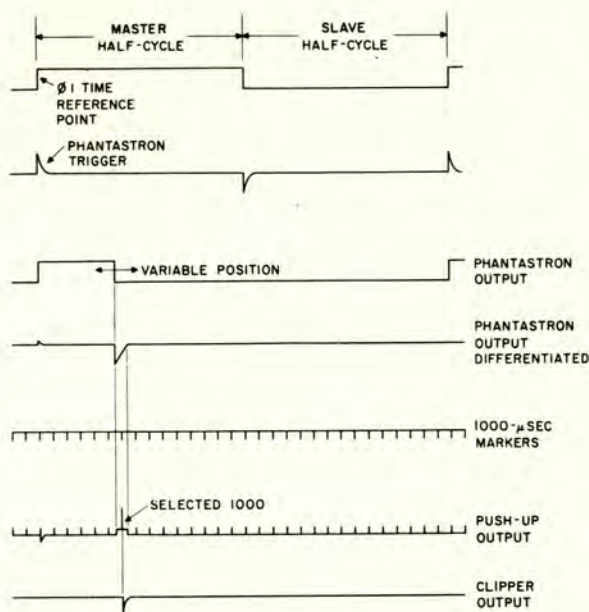 MASTER
HALF-CYCLE
SLAVE
HALF-CYCLE
Ø1 TIME
REFERENCE
POINT
PHANTASTRON
TRIGGER
VARIABLE POSITION
PHANTASTRON
OUTPUT
PHANTASTRON
OUTPUT
DIFFERENTIATED
1000-μSEC
MARKERS
SELECTED 1000
PUSH-UP
OUTPUT
CLIPPER
OUTPUT